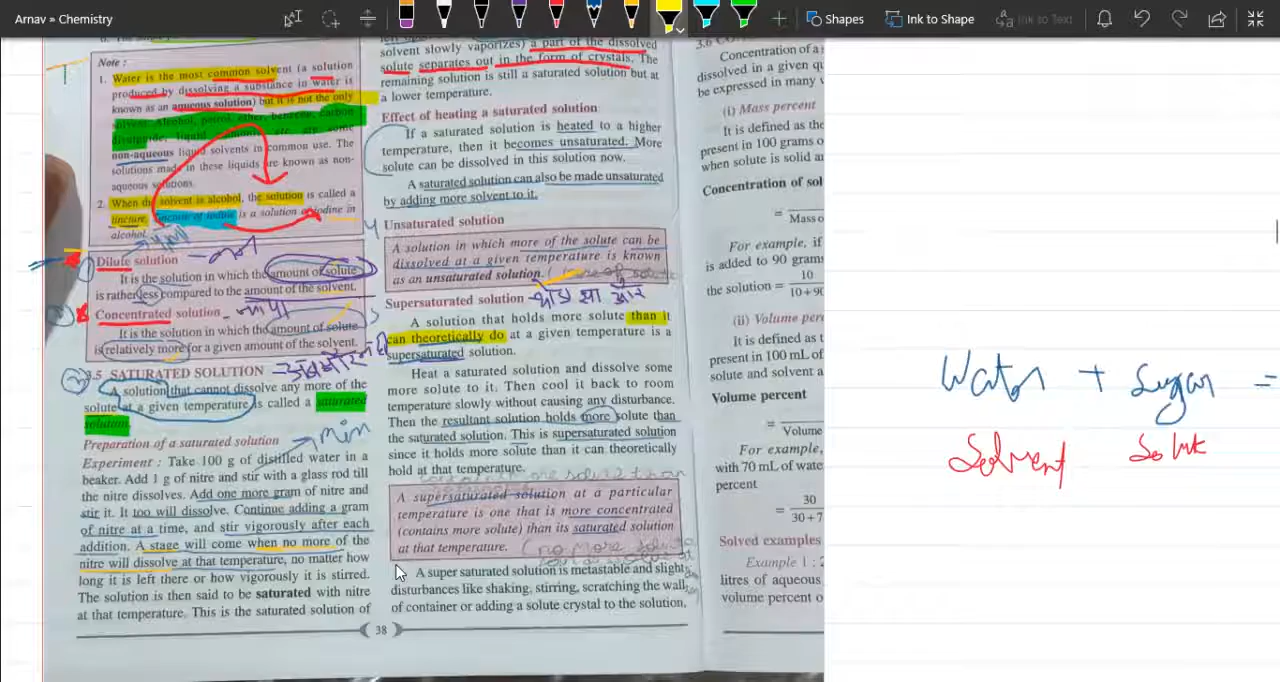 Arnav » Chemistry
Shapes
Ink to Shape
Ink to Text
Note :
1. Water is the most common solvent (a solution
produced by dissolving a substance in water is
known as an aqueous solution) but it is not the only
solvent. Alcohol, petrol, ether, benzene, carbon
disulphide, liquid ammonia, etc. are some
non-aqueous liquid solvents in common use. The
solutions made in these liquids are known as non-
aqueous solutions.
2. When the solvent is alcohol, the solution is called a
tincture. Tincture of iodine is a solution of iodine in
alcohol.
Dilute solution
It is the solution in which the amount of solute
is rather less compared to the amount of the solvent.
Concentrated solution
It is the solution in which the amount of solute
is relatively more for a given amount of the solvent.
3.5 SATURATED SOLUTION
A solution that cannot dissolve any more of the
solute at a given temperature is called a saturated
solution.
Preparation of a saturated solution
min
Experiment : Take 100 g of distilled water in a
beaker. Add 1 g of nitre and stir with a glass rod till
the nitre dissolves. Add one more gram of nitre and
stir it. It too will dissolve. Continue adding a gram
of nitre at a time, and stir vigorously after each
addition. A stage will come when no more of the
nitre will dissolve at that temperature, no matter how
long it is left there or how vigorously it is stirred.
The solution is then said to be saturated with nitre
at that temperature. This is the saturated solution of
solvent slowly vaporizes) a part of the dissolved
solute separates out in the form of crystals. The
remaining solution is still a saturated solution but at
a lower temperature.
Effect of heating a saturated solution
If a saturated solution is heated to a higher
temperature, then it becomes unsaturated. More
solute can be dissolved in this solution now.
A saturated solution can also be made unsaturated
by adding more solvent to it.
Unsaturated solution
A solution in which more of the solute can be
dissolved at a given temperature is known
as an unsaturated solution. (more of solute
Supersaturated solution - थोडा सा और
A solution that holds more solute than it
can theoretically do at a given temperature is a
supersaturated solution.
Heat a saturated solution and dissolve some
more solute to it. Then cool it back to room
temperature slowly without causing any disturbance.
Then the resultant solution holds more solute than
the saturated solution. This is supersaturated solution
since it holds more solute than it can theoretically
hold at that temperature.
A supersaturated solution at a particular
temperature is one that is more concentrated
(contains more solute) than its saturated solution
at that temperature. (no more solute
A super saturated solution is metastable and slight
disturbances like shaking, stirring, scratching the wall
of container or adding a solute crystal to the solution,
38
Concentration of a
dissolved in a given qu
be expressed in many
(i) Mass percent
It is defined as the
present in 100 grams o
when solute is solid an
Concentration of sol
=
Mass o
For example, if
is added to 90 grams
10
the solution =
10+90
(ii) Volume per
It is defined as t
present in 100 mL of
solute and solvent a
Volume percent
=
Volume
For example,
with 70 mL of wate
percent
30
=
30+7
Solved examples
Example 1 : 2
litres of aqueous
volume percent o
Water + Sugar =
Solvent Solute